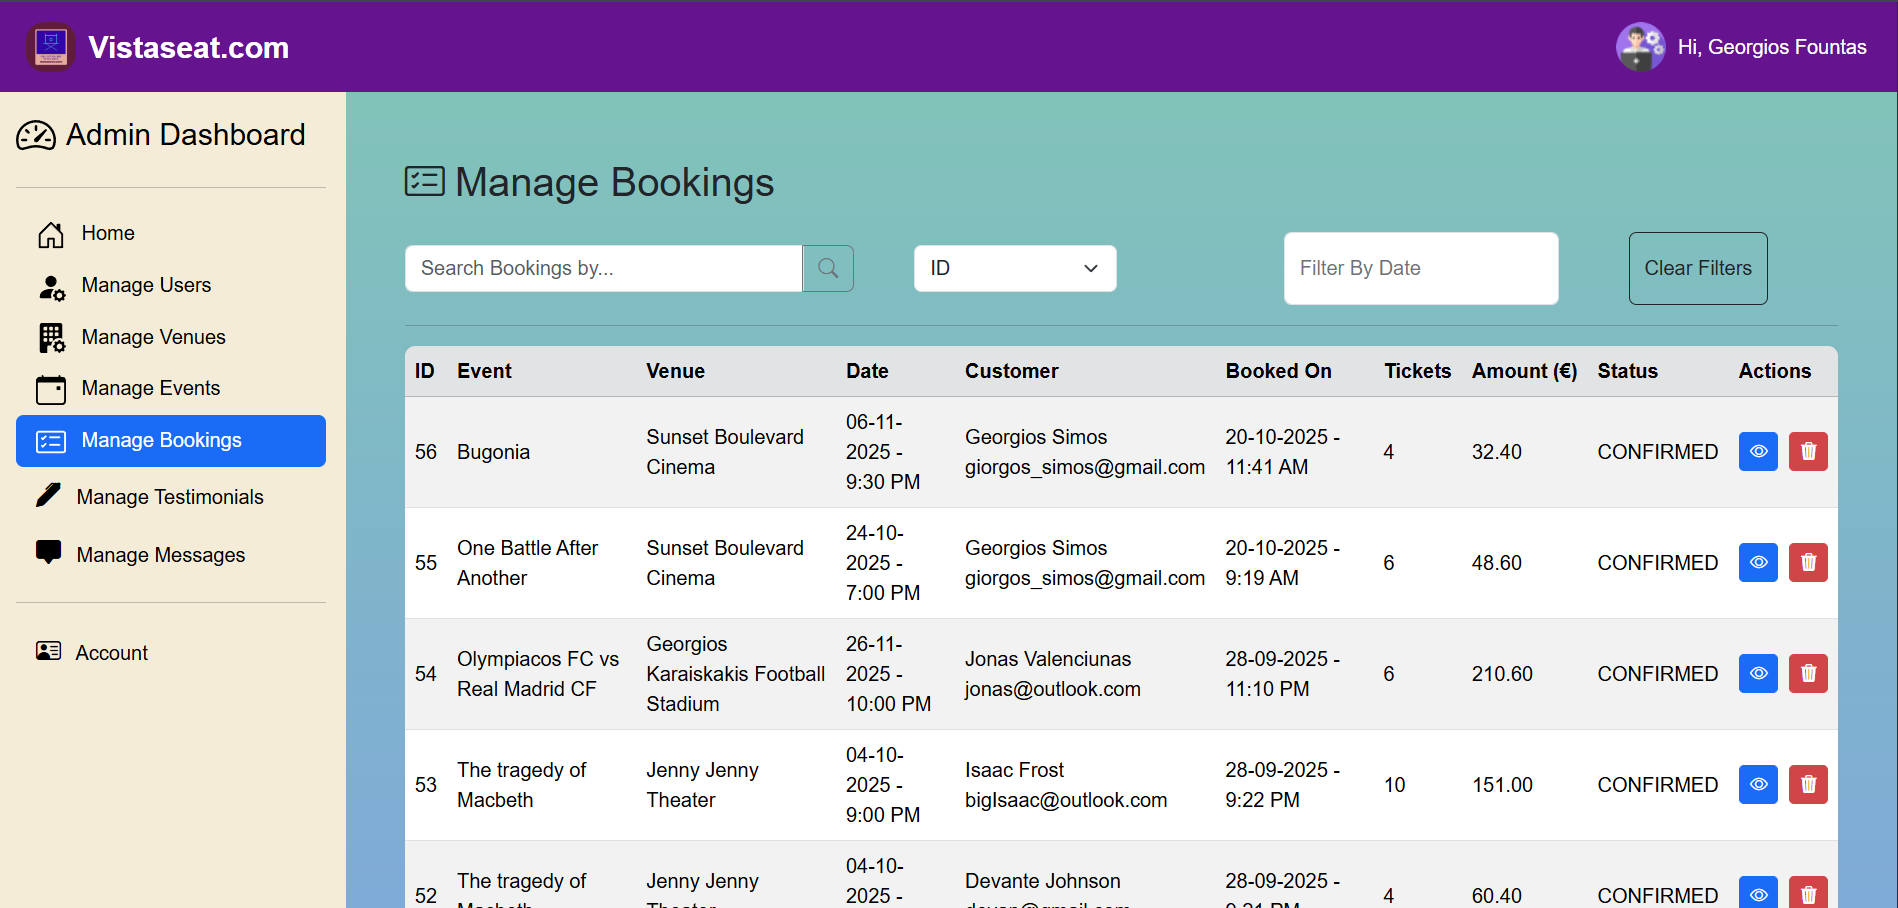 Vistaseat.com
Hi, Georgios Fountas
Admin Dashboard
Home
Manage Users
Manage Venues
Manage Events
Manage Bookings
Manage Testimonials
Manage Messages
Account
Manage Bookings
Search Bookings by...
ID
Filter By Date
Clear Filters
ID Event Venue Date Customer Booked On Tickets Amount (€) Status Actions
56 Bugonia Sunset Boulevard Cinema 06-11-2025 - 9:30 PM Georgios Simos giorgos_simos@gmail.com 20-10-2025 - 11:41 AM 4 32.40 CONFIRMED
55 One Battle After Another Sunset Boulevard Cinema 24-10-2025 - 7:00 PM Georgios Simos giorgos_simos@gmail.com 20-10-2025 - 9:19 AM 6 48.60 CONFIRMED
54 Olympiacos FC vs Real Madrid CF Georgios Karaiskakis Football Stadium 26-11-2025 - 10:00 PM Jonas Valenciunas jonas@outlook.com 28-09-2025 - 11:10 PM 6 210.60 CONFIRMED
53 The tragedy of Macbeth Jenny Jenny Theater 04-10-2025 - 9:00 PM Isaac Frost bigIsaac@outlook.com 28-09-2025 - 9:22 PM 10 151.00 CONFIRMED
52 The tragedy of Jenny Jenny 04-10-2025 - Devante Johnson 28-09-2025 - 4 60.40 CONFIRMED